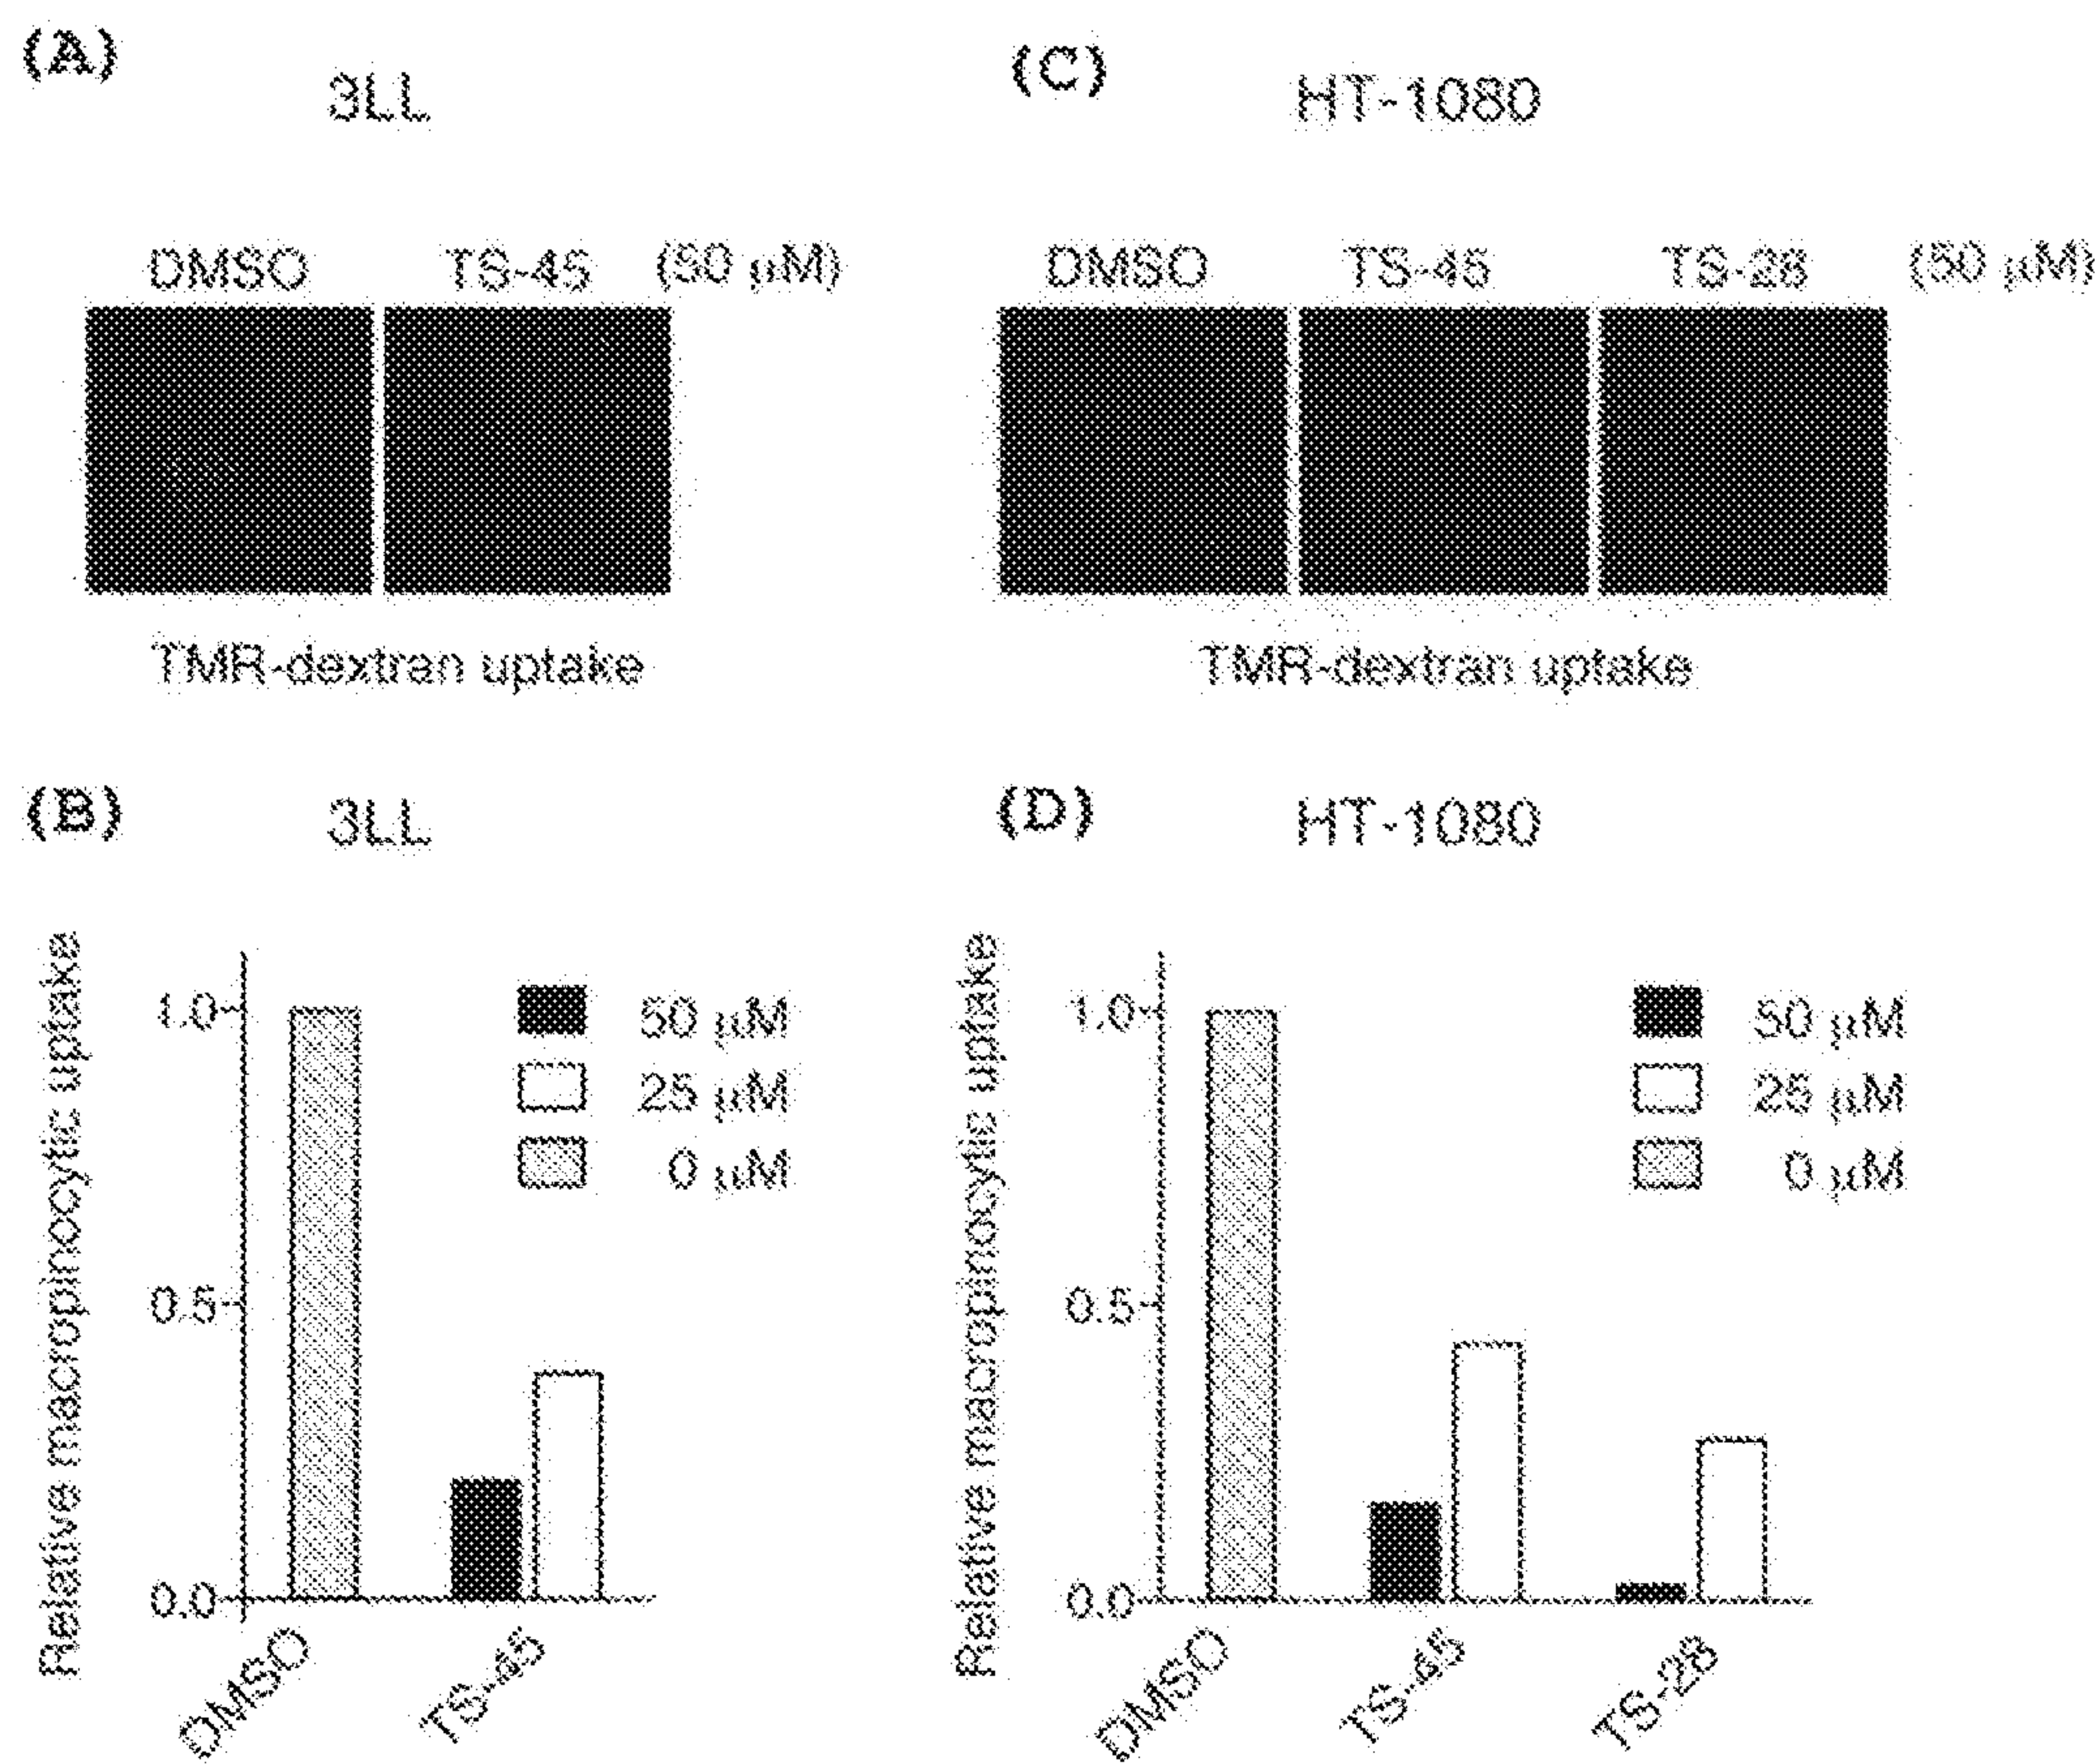 (A)
3LL
DMSO TS-45 (50 μM)
TMR-dextran uptake
(C)
HT-1080
DMSO TS-45 TS-28 (50 μM)
TMR-dextran uptake
(B)
3LL
Relative macropinocytic uptake
1.0
0.5
0.0
50 μM
25 μM
0 μM
DMSO
TS-45
(D)
HT-1080
Relative macropinocytic uptake
1.0
0.5
0.0
50 μM
25 μM
0 μM
DMSO
TS-45
TS-28